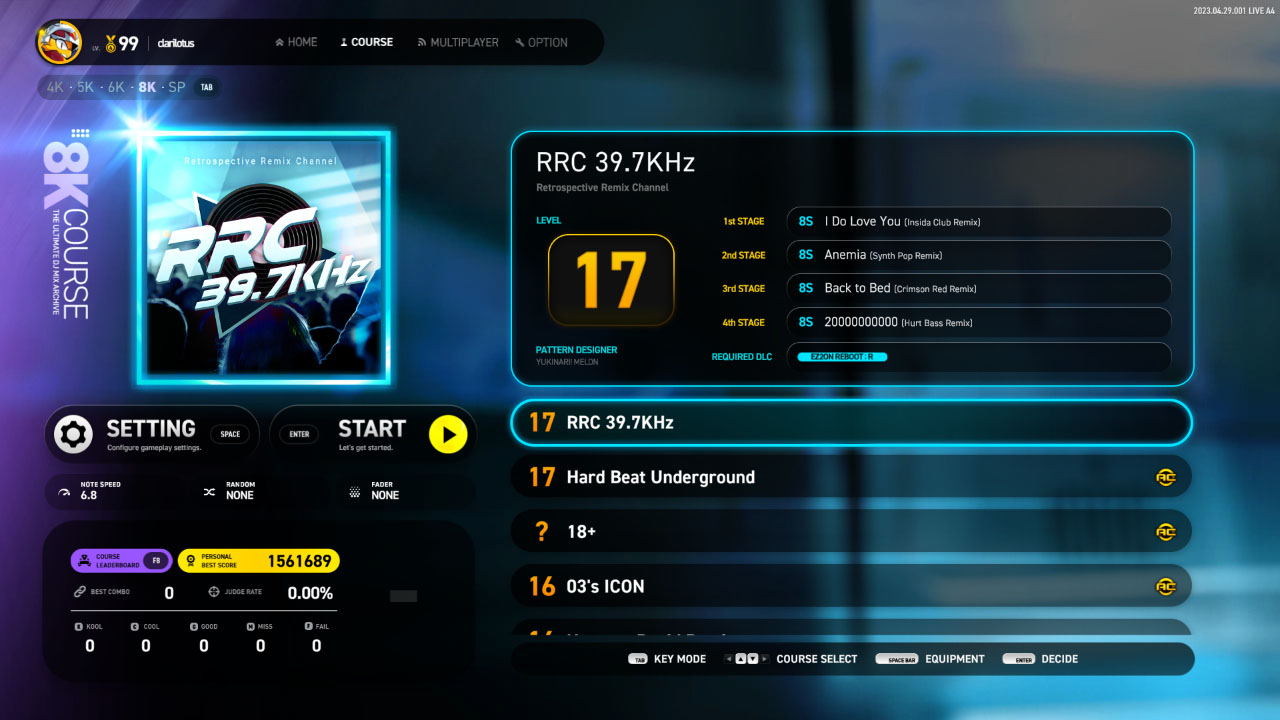 2023.04.29.001 LIVE A4
LV. 99 darilotus
HOME COURSE MULTIPLAYER OPTION
4K · 5K · 6K · 8K · SP TAB
8K COURSE
THE ULTIMATE DJ MIX ARCHIVE
Retrospective Remix Channel
RRC
39.7KHz
RRC 39.7KHz
Retrospective Remix Channel
LEVEL
17
PATTERN DESIGNER
YUKINARI! MELON
1st STAGE 8S I Do Love You (Insida Club Remix)
2nd STAGE 8S Anemia (Synth Pop Remix)
3rd STAGE 8S Back to Bed (Crimson Red Remix)
4th STAGE 8S 20000000000 (Hurt Bass Remix)
REQUIRED DLC EZ2ON REBOOT : R
SETTING SPACE
Configure gameplay settings.
ENTER START
Let's get started.
NOTE SPEED
6.8
RANDOM
NONE
FADER
NONE
COURSE
LEADERBOARD F8
PERSONAL
BEST SCORE 1561689
BEST COMBO 0 JUDGE RATE 0.00%
K KOOL C COOL G GOOD M MISS F FAIL
0 0 0 0 0
17 RRC 39.7KHz
17 Hard Beat Underground AC
? 18+ AC
16 03's ICON AC
TAB KEY MODE COURSE SELECT SPACE BAR EQUIPMENT ENTER DECIDE